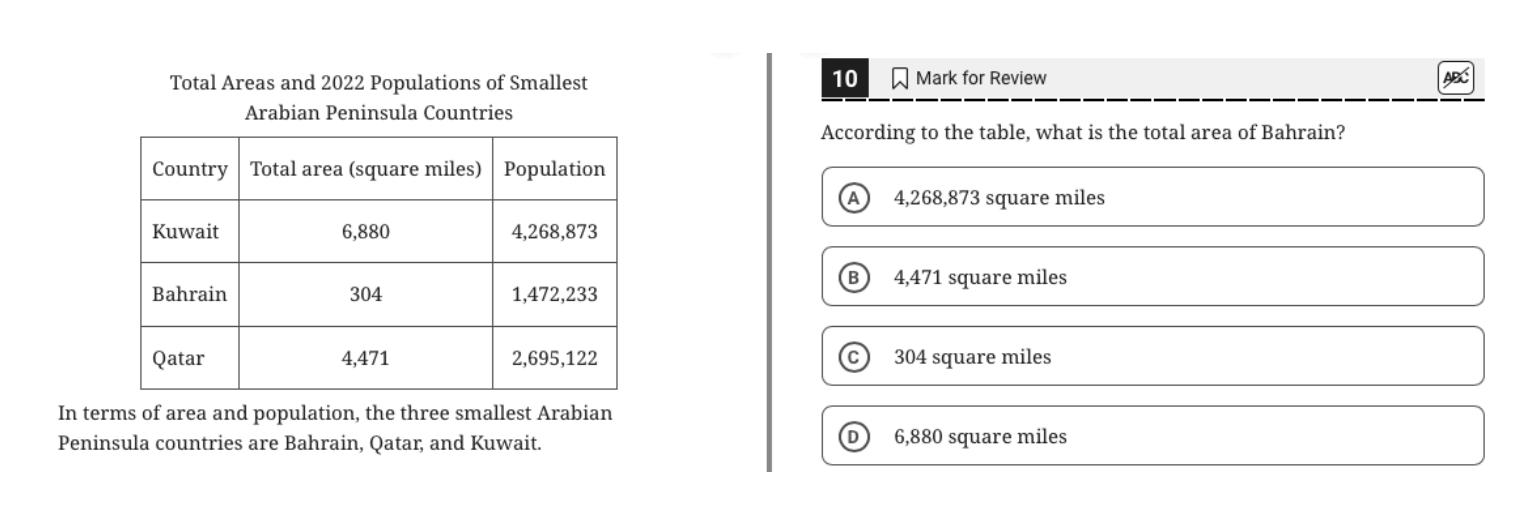 Total Areas and 2022 Populations of Smallest
Arabian Peninsula Countries
Country Total area (square miles) Population
Kuwait 6,880 4,268,873
Bahrain 304 1,472,233
Qatar 4,471 2,695,122
In terms of area and population, the three smallest Arabian
Peninsula countries are Bahrain, Qatar, and Kuwait.
10 Mark for Review ABC
According to the table, what is the total area of Bahrain?
A 4,268,873 square miles
B 4,471 square miles
C 304 square miles
D 6,880 square miles